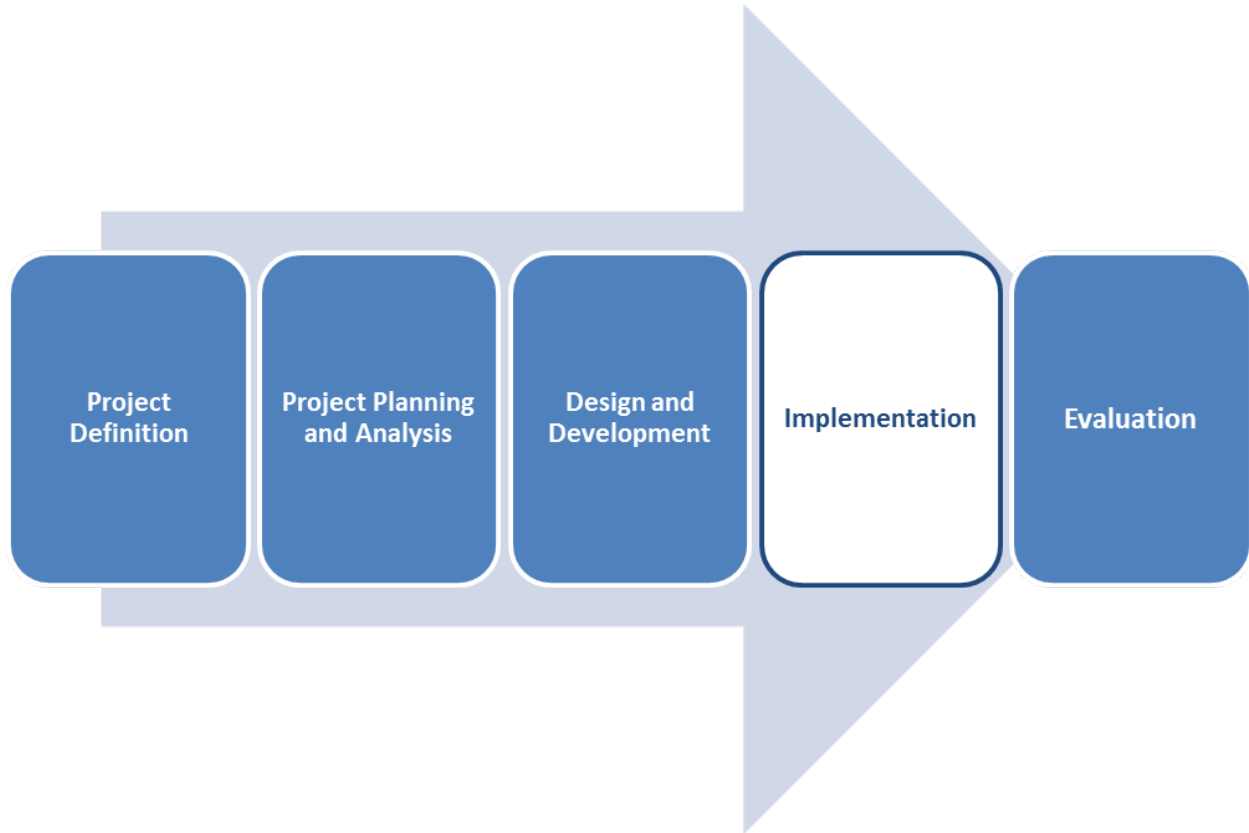 Project
Definition
Project Planning
and Analysis
Design and
Development
Implementation
Evaluation